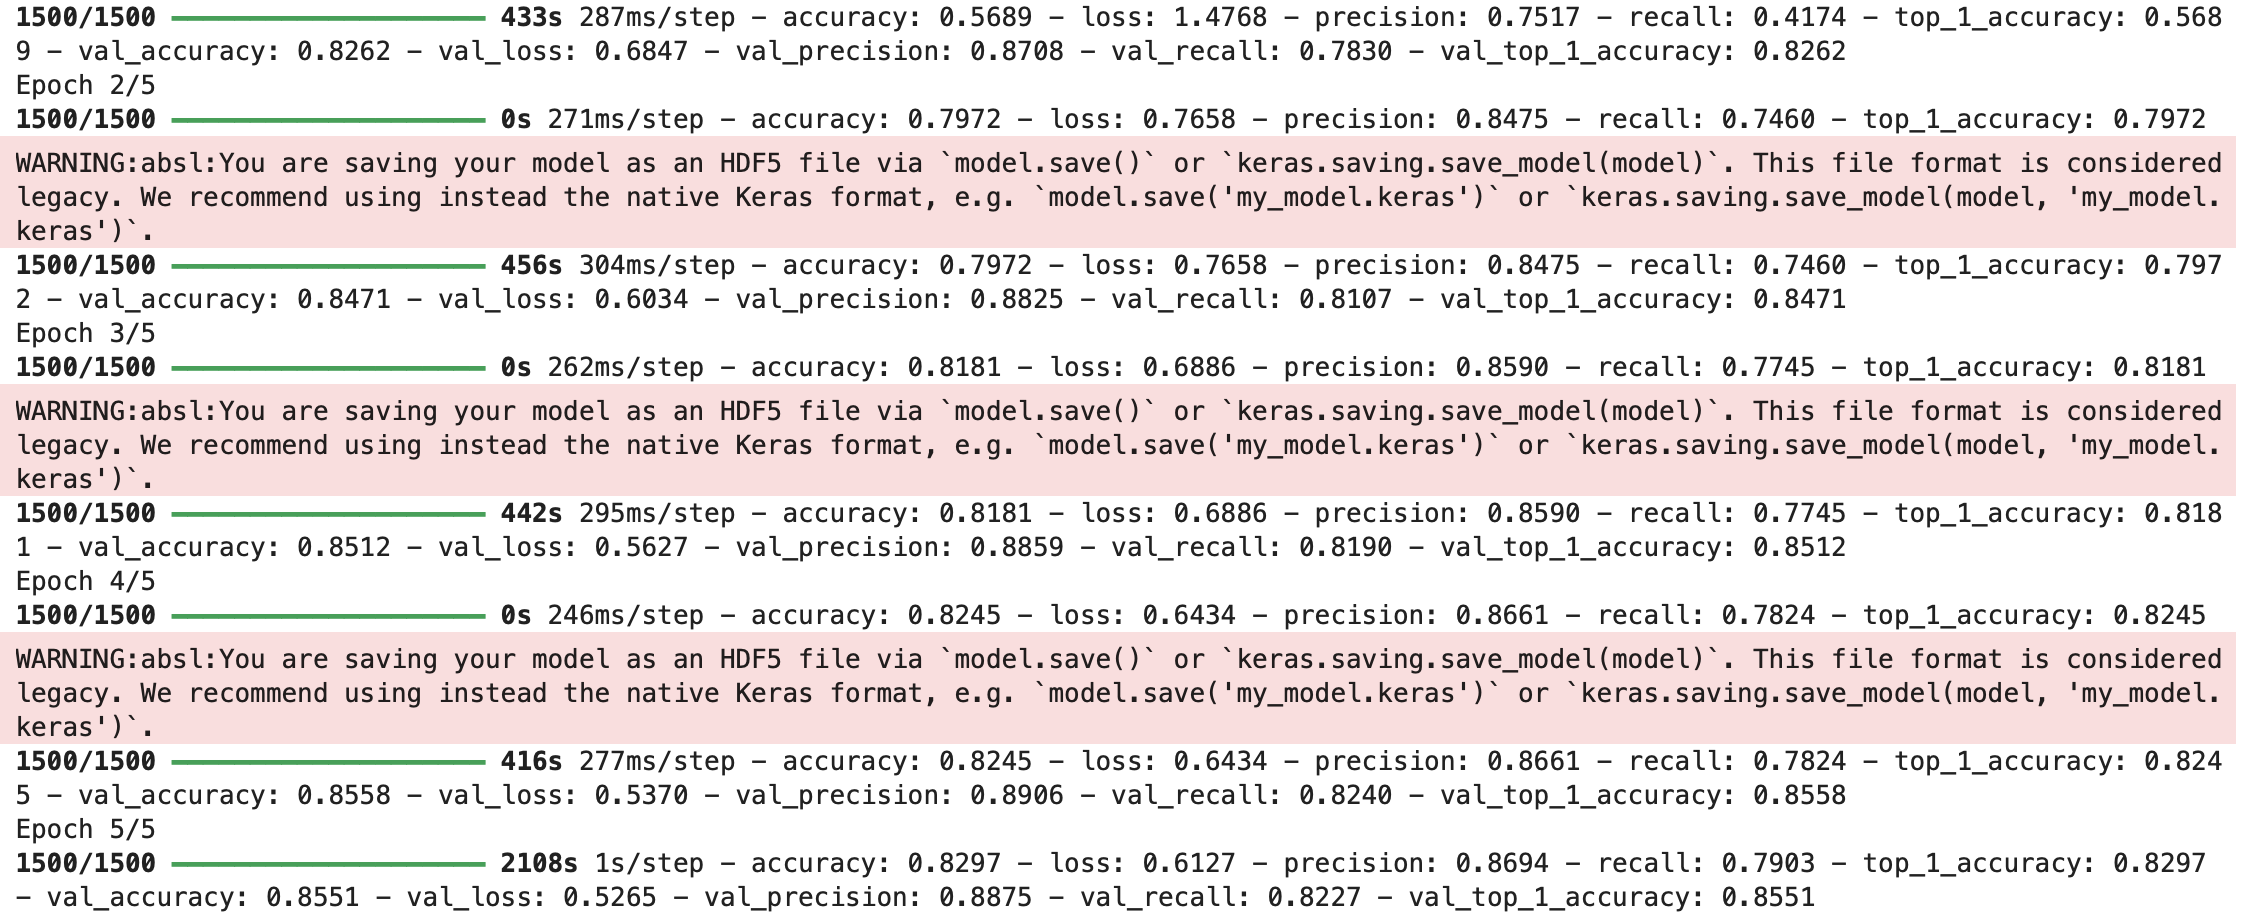 1500/1500 ━━━━━━━━━━━━━━━━━━━━ 433s 287ms/step – accuracy: 0.5689 – loss: 1.4768 – precision: 0.7517 – recall: 0.4174 – top_1_accuracy: 0.568
9 – val_accuracy: 0.8262 – val_loss: 0.6847 – val_precision: 0.8708 – val_recall: 0.7830 – val_top_1_accuracy: 0.8262
Epoch 2/5
1500/1500 ━━━━━━━━━━━━━━━━━━━━ 0s 271ms/step – accuracy: 0.7972 – loss: 0.7658 – precision: 0.8475 – recall: 0.7460 – top_1_accuracy: 0.7972
WARNING:absl:You are saving your model as an HDF5 file via `model.save()` or `keras.saving.save_model(model)`. This file format is considered
legacy. We recommend using instead the native Keras format, e.g. `model.save('my_model.keras')` or `keras.saving.save_model(model, 'my_model.
keras')`.
1500/1500 ━━━━━━━━━━━━━━━━━━━━ 456s 304ms/step – accuracy: 0.7972 – loss: 0.7658 – precision: 0.8475 – recall: 0.7460 – top_1_accuracy: 0.797
2 – val_accuracy: 0.8471 – val_loss: 0.6034 – val_precision: 0.8825 – val_recall: 0.8107 – val_top_1_accuracy: 0.8471
Epoch 3/5
1500/1500 ━━━━━━━━━━━━━━━━━━━━ 0s 262ms/step – accuracy: 0.8181 – loss: 0.6886 – precision: 0.8590 – recall: 0.7745 – top_1_accuracy: 0.8181
WARNING:absl:You are saving your model as an HDF5 file via `model.save()` or `keras.saving.save_model(model)`. This file format is considered
legacy. We recommend using instead the native Keras format, e.g. `model.save('my_model.keras')` or `keras.saving.save_model(model, 'my_model.
keras')`.
1500/1500 ━━━━━━━━━━━━━━━━━━━━ 442s 295ms/step – accuracy: 0.8181 – loss: 0.6886 – precision: 0.8590 – recall: 0.7745 – top_1_accuracy: 0.818
1 – val_accuracy: 0.8512 – val_loss: 0.5627 – val_precision: 0.8859 – val_recall: 0.8190 – val_top_1_accuracy: 0.8512
Epoch 4/5
1500/1500 ━━━━━━━━━━━━━━━━━━━━ 0s 246ms/step – accuracy: 0.8245 – loss: 0.6434 – precision: 0.8661 – recall: 0.7824 – top_1_accuracy: 0.8245
WARNING:absl:You are saving your model as an HDF5 file via `model.save()` or `keras.saving.save_model(model)`. This file format is considered
legacy. We recommend using instead the native Keras format, e.g. `model.save('my_model.keras')` or `keras.saving.save_model(model, 'my_model.
keras')`.
1500/1500 ━━━━━━━━━━━━━━━━━━━━ 416s 277ms/step – accuracy: 0.8245 – loss: 0.6434 – precision: 0.8661 – recall: 0.7824 – top_1_accuracy: 0.824
5 – val_accuracy: 0.8558 – val_loss: 0.5370 – val_precision: 0.8906 – val_recall: 0.8240 – val_top_1_accuracy: 0.8558
Epoch 5/5
1500/1500 ━━━━━━━━━━━━━━━━━━━━ 2108s 1s/step – accuracy: 0.8297 – loss: 0.6127 – precision: 0.8694 – recall: 0.7903 – top_1_accuracy: 0.8297
– val_accuracy: 0.8551 – val_loss: 0.5265 – val_precision: 0.8875 – val_recall: 0.8227 – val_top_1_accuracy: 0.8551